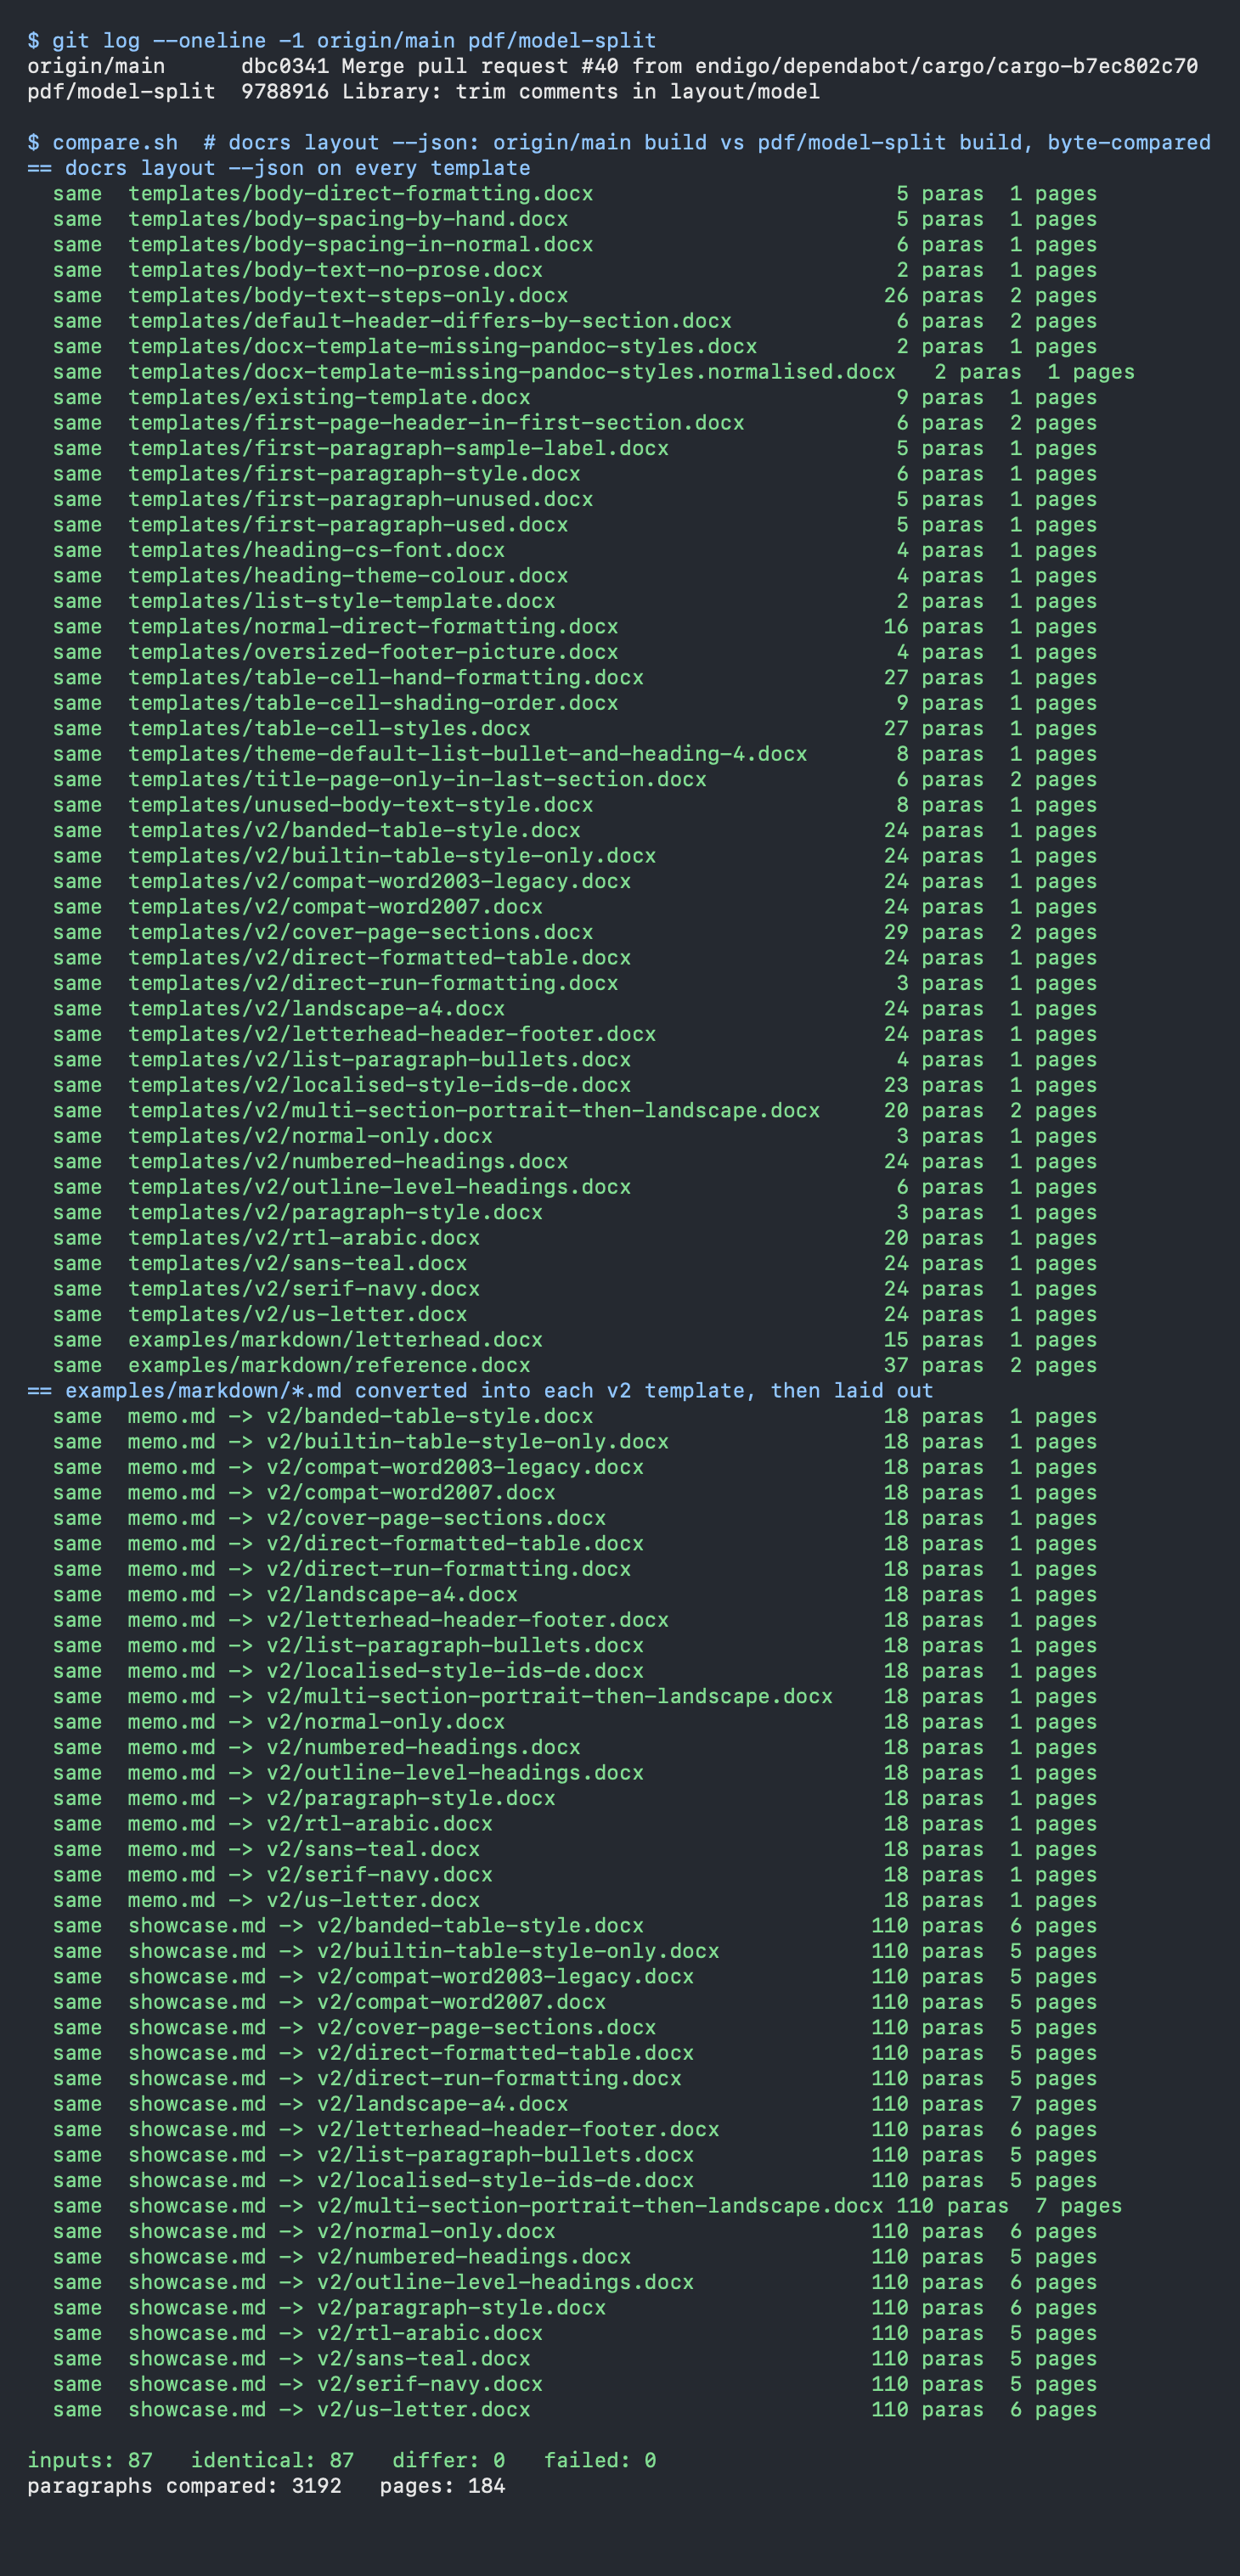 $ git log --oneline -1 origin/main pdf/model-split
origin/main      dbc0341 Merge pull request #40 from endigo/dependabot/cargo/cargo-b7ec802c70
pdf/model-split  9788916 Library: trim comments in layout/model

$ compare.sh  # docrs layout --json: origin/main build vs pdf/model-split build, byte-compared
== docrs layout --json on every template
  same  templates/body-direct-formatting.docx                        5 paras  1 pages
  same  templates/body-spacing-by-hand.docx                          5 paras  1 pages
  same  templates/body-spacing-in-normal.docx                        6 paras  1 pages
  same  templates/body-text-no-prose.docx                            2 paras  1 pages
  same  templates/body-text-steps-only.docx                         26 paras  2 pages
  same  templates/default-header-differs-by-section.docx             6 paras  2 pages
  same  templates/docx-template-missing-pandoc-styles.docx           2 paras  1 pages
  same  templates/docx-template-missing-pandoc-styles.normalised.docx   2 paras  1 pages
  same  templates/existing-template.docx                             9 paras  1 pages
  same  templates/first-page-header-in-first-section.docx            6 paras  2 pages
  same  templates/first-paragraph-sample-label.docx                  5 paras  1 pages
  same  templates/first-paragraph-style.docx                         6 paras  1 pages
  same  templates/first-paragraph-unused.docx                        5 paras  1 pages
  same  templates/first-paragraph-used.docx                          5 paras  1 pages
  same  templates/heading-cs-font.docx                               4 paras  1 pages
  same  templates/heading-theme-colour.docx                          4 paras  1 pages
  same  templates/list-style-template.docx                           2 paras  1 pages
  same  templates/normal-direct-formatting.docx                     16 paras  1 pages
  same  templates/oversized-footer-picture.docx                      4 paras  1 pages
  same  templates/table-cell-hand-formatting.docx                   27 paras  1 pages
  same  templates/table-cell-shading-order.docx                      9 paras  1 pages
  same  templates/table-cell-styles.docx                            27 paras  1 pages
  same  templates/theme-default-list-bullet-and-heading-4.docx       8 paras  1 pages
  same  templates/title-page-only-in-last-section.docx               6 paras  2 pages
  same  templates/unused-body-text-style.docx                        8 paras  1 pages
  same  templates/v2/banded-table-style.docx                        24 paras  1 pages
  same  templates/v2/builtin-table-style-only.docx                  24 paras  1 pages
  same  templates/v2/compat-word2003-legacy.docx                    24 paras  1 pages
  same  templates/v2/compat-word2007.docx                           24 paras  1 pages
  same  templates/v2/cover-page-sections.docx                       29 paras  2 pages
  same  templates/v2/direct-formatted-table.docx                    24 paras  1 pages
  same  templates/v2/direct-run-formatting.docx                      3 paras  1 pages
  same  templates/v2/landscape-a4.docx                              24 paras  1 pages
  same  templates/v2/letterhead-header-footer.docx                  24 paras  1 pages
  same  templates/v2/list-paragraph-bullets.docx                     4 paras  1 pages
  same  templates/v2/localised-style-ids-de.docx                    23 paras  1 pages
  same  templates/v2/multi-section-portrait-then-landscape.docx     20 paras  2 pages
  same  templates/v2/normal-only.docx                                3 paras  1 pages
  same  templates/v2/numbered-headings.docx                         24 paras  1 pages
  same  templates/v2/outline-level-headings.docx                     6 paras  1 pages
  same  templates/v2/paragraph-style.docx                            3 paras  1 pages
  same  templates/v2/rtl-arabic.docx                                20 paras  1 pages
  same  templates/v2/sans-teal.docx                                 24 paras  1 pages
  same  templates/v2/serif-navy.docx                                24 paras  1 pages
  same  templates/v2/us-letter.docx                                 24 paras  1 pages
  same  examples/markdown/letterhead.docx                           15 paras  1 pages
  same  examples/markdown/reference.docx                            37 paras  2 pages
== examples/markdown/*.md converted into each v2 template, then laid out
  same  memo.md -> v2/banded-table-style.docx                       18 paras  1 pages
  same  memo.md -> v2/builtin-table-style-only.docx                 18 paras  1 pages
  same  memo.md -> v2/compat-word2003-legacy.docx                   18 paras  1 pages
  same  memo.md -> v2/compat-word2007.docx                          18 paras  1 pages
  same  memo.md -> v2/cover-page-sections.docx                      18 paras  1 pages
  same  memo.md -> v2/direct-formatted-table.docx                   18 paras  1 pages
  same  memo.md -> v2/direct-run-formatting.docx                    18 paras  1 pages
  same  memo.md -> v2/landscape-a4.docx                             18 paras  1 pages
  same  memo.md -> v2/letterhead-header-footer.docx                 18 paras  1 pages
  same  memo.md -> v2/list-paragraph-bullets.docx                   18 paras  1 pages
  same  memo.md -> v2/localised-style-ids-de.docx                   18 paras  1 pages
  same  memo.md -> v2/multi-section-portrait-then-landscape.docx    18 paras  1 pages
  same  memo.md -> v2/normal-only.docx                              18 paras  1 pages
  same  memo.md -> v2/numbered-headings.docx                        18 paras  1 pages
  same  memo.md -> v2/outline-level-headings.docx                   18 paras  1 pages
  same  memo.md -> v2/paragraph-style.docx                          18 paras  1 pages
  same  memo.md -> v2/rtl-arabic.docx                               18 paras  1 pages
  same  memo.md -> v2/sans-teal.docx                                18 paras  1 pages
  same  memo.md -> v2/serif-navy.docx                               18 paras  1 pages
  same  memo.md -> v2/us-letter.docx                                18 paras  1 pages
  same  showcase.md -> v2/banded-table-style.docx                  110 paras  6 pages
  same  showcase.md -> v2/builtin-table-style-only.docx            110 paras  5 pages
  same  showcase.md -> v2/compat-word2003-legacy.docx              110 paras  5 pages
  same  showcase.md -> v2/compat-word2007.docx                     110 paras  5 pages
  same  showcase.md -> v2/cover-page-sections.docx                 110 paras  5 pages
  same  showcase.md -> v2/direct-formatted-table.docx              110 paras  5 pages
  same  showcase.md -> v2/direct-run-formatting.docx               110 paras  5 pages
  same  showcase.md -> v2/landscape-a4.docx                        110 paras  7 pages
  same  showcase.md -> v2/letterhead-header-footer.docx            110 paras  6 pages
  same  showcase.md -> v2/list-paragraph-bullets.docx              110 paras  5 pages
  same  showcase.md -> v2/localised-style-ids-de.docx              110 paras  5 pages
  same  showcase.md -> v2/multi-section-portrait-then-landscape.docx 110 paras  7 pages
  same  showcase.md -> v2/normal-only.docx                         110 paras  6 pages
  same  showcase.md -> v2/numbered-headings.docx                   110 paras  5 pages
  same  showcase.md -> v2/outline-level-headings.docx              110 paras  6 pages
  same  showcase.md -> v2/paragraph-style.docx                     110 paras  6 pages
  same  showcase.md -> v2/rtl-arabic.docx                          110 paras  5 pages
  same  showcase.md -> v2/sans-teal.docx                           110 paras  5 pages
  same  showcase.md -> v2/serif-navy.docx                          110 paras  5 pages
  same  showcase.md -> v2/us-letter.docx                           110 paras  6 pages

inputs: 87   identical: 87   differ: 0   failed: 0
paragraphs compared: 3192   pages: 184